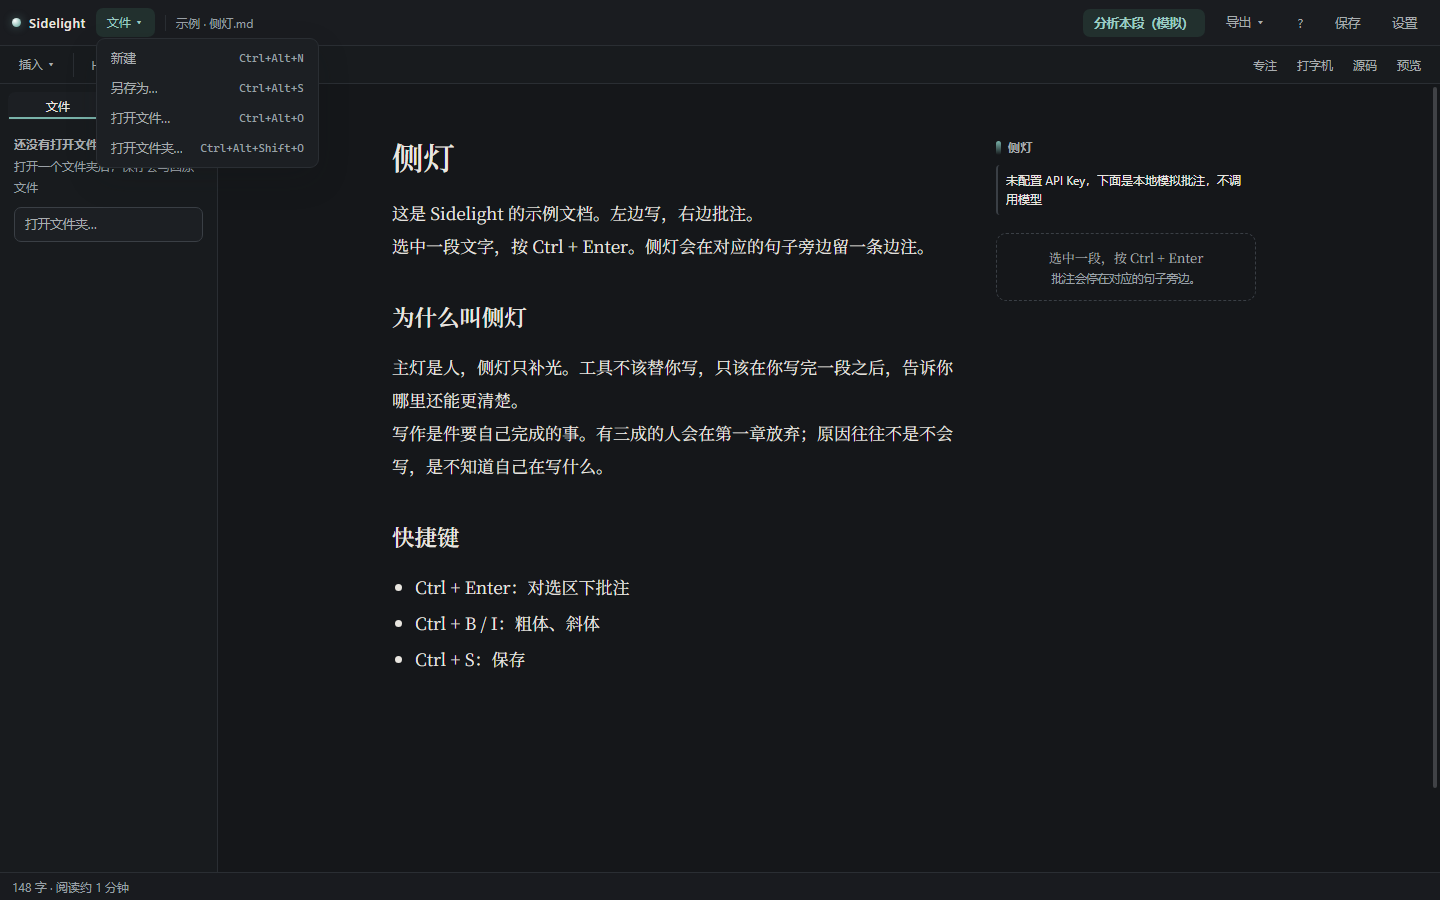 Sidelight 文件 示例 · 侧灯.md 分析本段（模拟） 导出 ? 保存 设置
插入 专注 打字机 源码 预览
新建 Ctrl+Alt+N
另存为... Ctrl+Alt+S
打开文件... Ctrl+Alt+O
打开文件夹... Ctrl+Alt+Shift+O
文件
还没有打开文件
打开一个文件夹后，保存会写回原
文件
打开文件夹...
侧灯
这是 Sidelight 的示例文档。左边写，右边批注。
选中一段文字，按 Ctrl + Enter。侧灯会在对应的句子旁边留一条边注。
为什么叫侧灯
主灯是人，侧灯只补光。工具不该替你写，只该在你写完一段之后，告诉你
哪里还能更清楚。
写作是件要自己完成的事。有三成的人会在第一章放弃；原因往往不是不会
写，是不知道自己在写什么。
快捷键
Ctrl + Enter：对选区下批注
Ctrl + B / I：粗体、斜体
Ctrl + S：保存
侧灯
未配置 API Key，下面是本地模拟批注，不调
用模型
选中一段，按 Ctrl + Enter
批注会停在对应的句子旁边。
148 字 · 阅读约 1 分钟